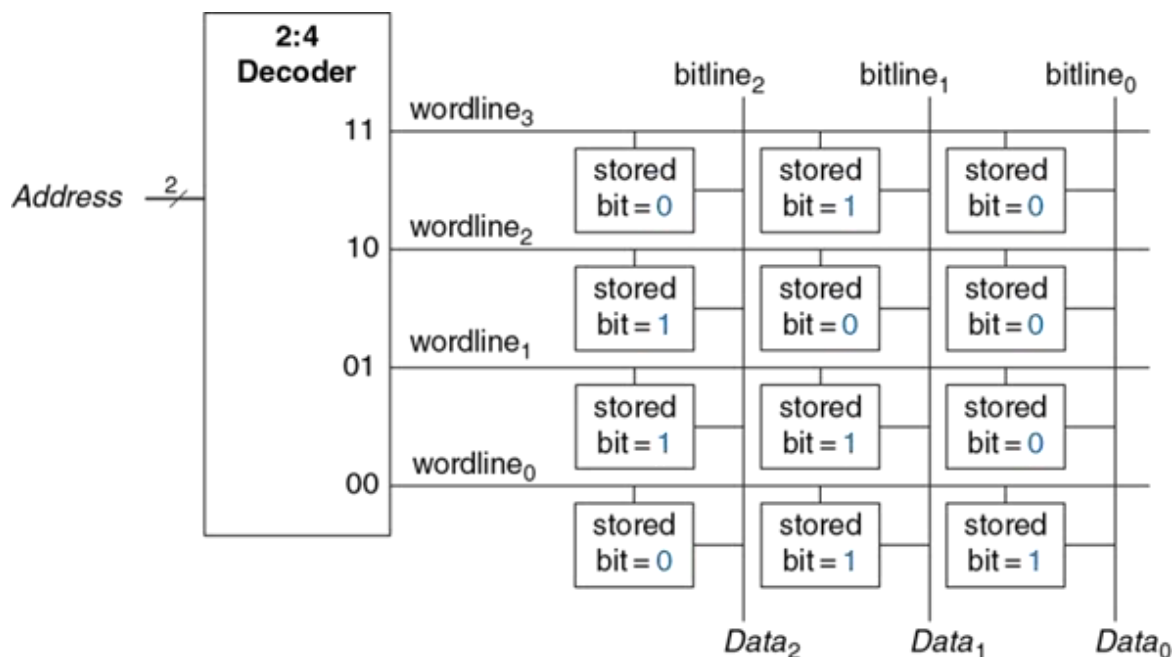 2:4
Decoder
bitline₂ bitline₁ bitline₀
wordline₃
11
stored stored stored
Address 2
bit = 0 bit = 1 bit = 0
wordline₂
10
stored stored stored
bit = 1 bit = 0 bit = 0
wordline₁
01
stored stored stored
bit = 1 bit = 1 bit = 0
wordline₀
00
stored stored stored
bit = 0 bit = 1 bit = 1
Data₂ Data₁ Data₀